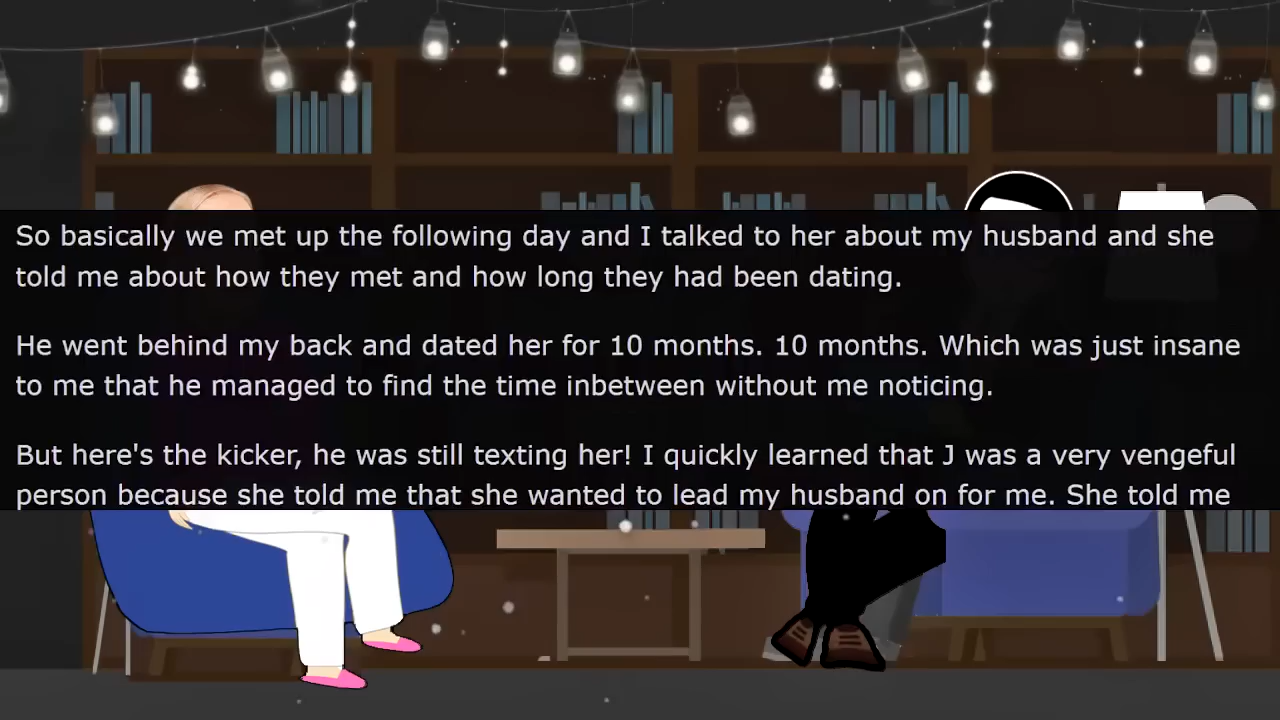 So basically we met up the following day and I talked to her about my husband and she
told me about how they met and how long they had been dating.
He went behind my back and dated her for 10 months. 10 months. Which was just insane
to me that he managed to find the time inbetween without me noticing.
But here's the kicker, he was still texting her! I quickly learned that J was a very vengeful
person because she told me that she wanted to lead my husband on for me. She told me